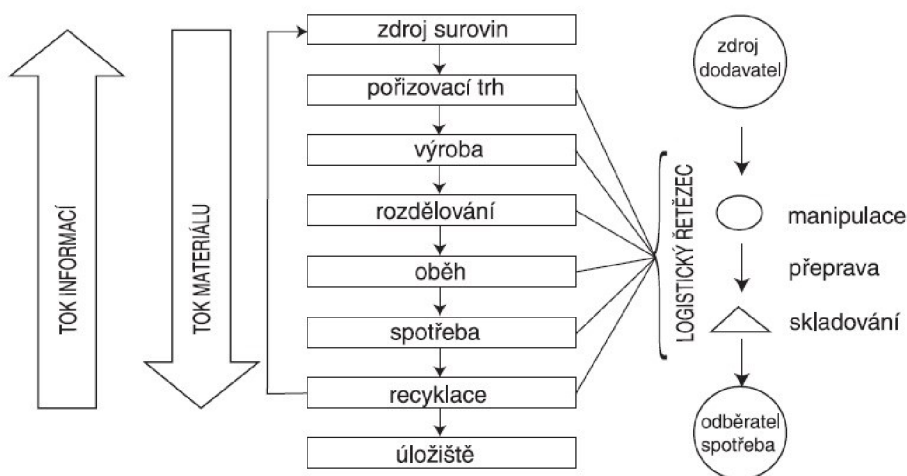 TOK INFORMACÍ
TOK MATERIÁLU
zdroj surovin
pořizovací trh
výroba
rozdělování
oběh
spotřeba
recyklace
úložiště
LOGISTICKÝ ŘETĚZEC
zdroj
dodavatel
manipulace
přeprava
skladování
odběratel
spotřeba